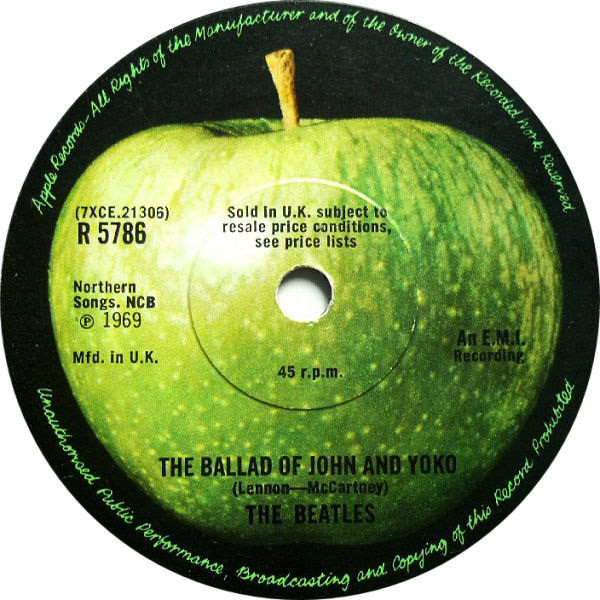 Apple Records - All Rights of the Manufacturer and of the Owner of the Recorded Work Reserved
(7XCE.21306)
R 5786
Sold in U.K. subject to
resale price conditions,
see price lists
Northern
Songs. NCB
℗ 1969
Mfd. in U.K.
An E.M.I.
Recording
45 r.p.m.
THE BALLAD OF JOHN AND YOKO
(Lennon—McCartney)
THE BEATLES
Unauthorised Public Performance, Broadcasting and Copying of this Record Prohibited